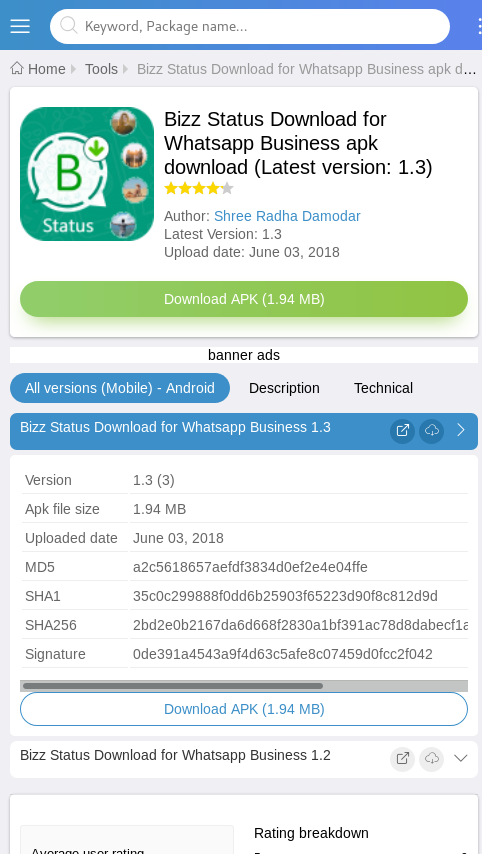 Keyword, Package name...
Home Tools Bizz Status Download for Whatsapp Business apk d...
B
Status
Bizz Status Download for
Whatsapp Business apk
download (Latest version: 1.3)
Author: Shree Radha Damodar
Latest Version: 1.3
Upload date: June 03, 2018
Download APK (1.94 MB)
banner ads
All versions (Mobile) - Android Description Technical
Bizz Status Download for Whatsapp Business 1.3
Version 1.3 (3)
Apk file size 1.94 MB
Uploaded date June 03, 2018
MD5 a2c5618657aefdf3834d0ef2e4e04ffe
SHA1 35c0c299888f0dd6b25903f65223d90f8c812d9d
SHA256 2bd2e0b2167da6d668f2830a1bf391ac78d8dabecf1a
Signature 0de391a4543a9f4d63c5afe8c07459d0fcc2f042
Download APK (1.94 MB)
Bizz Status Download for Whatsapp Business 1.2
Rating breakdown
Average user rating